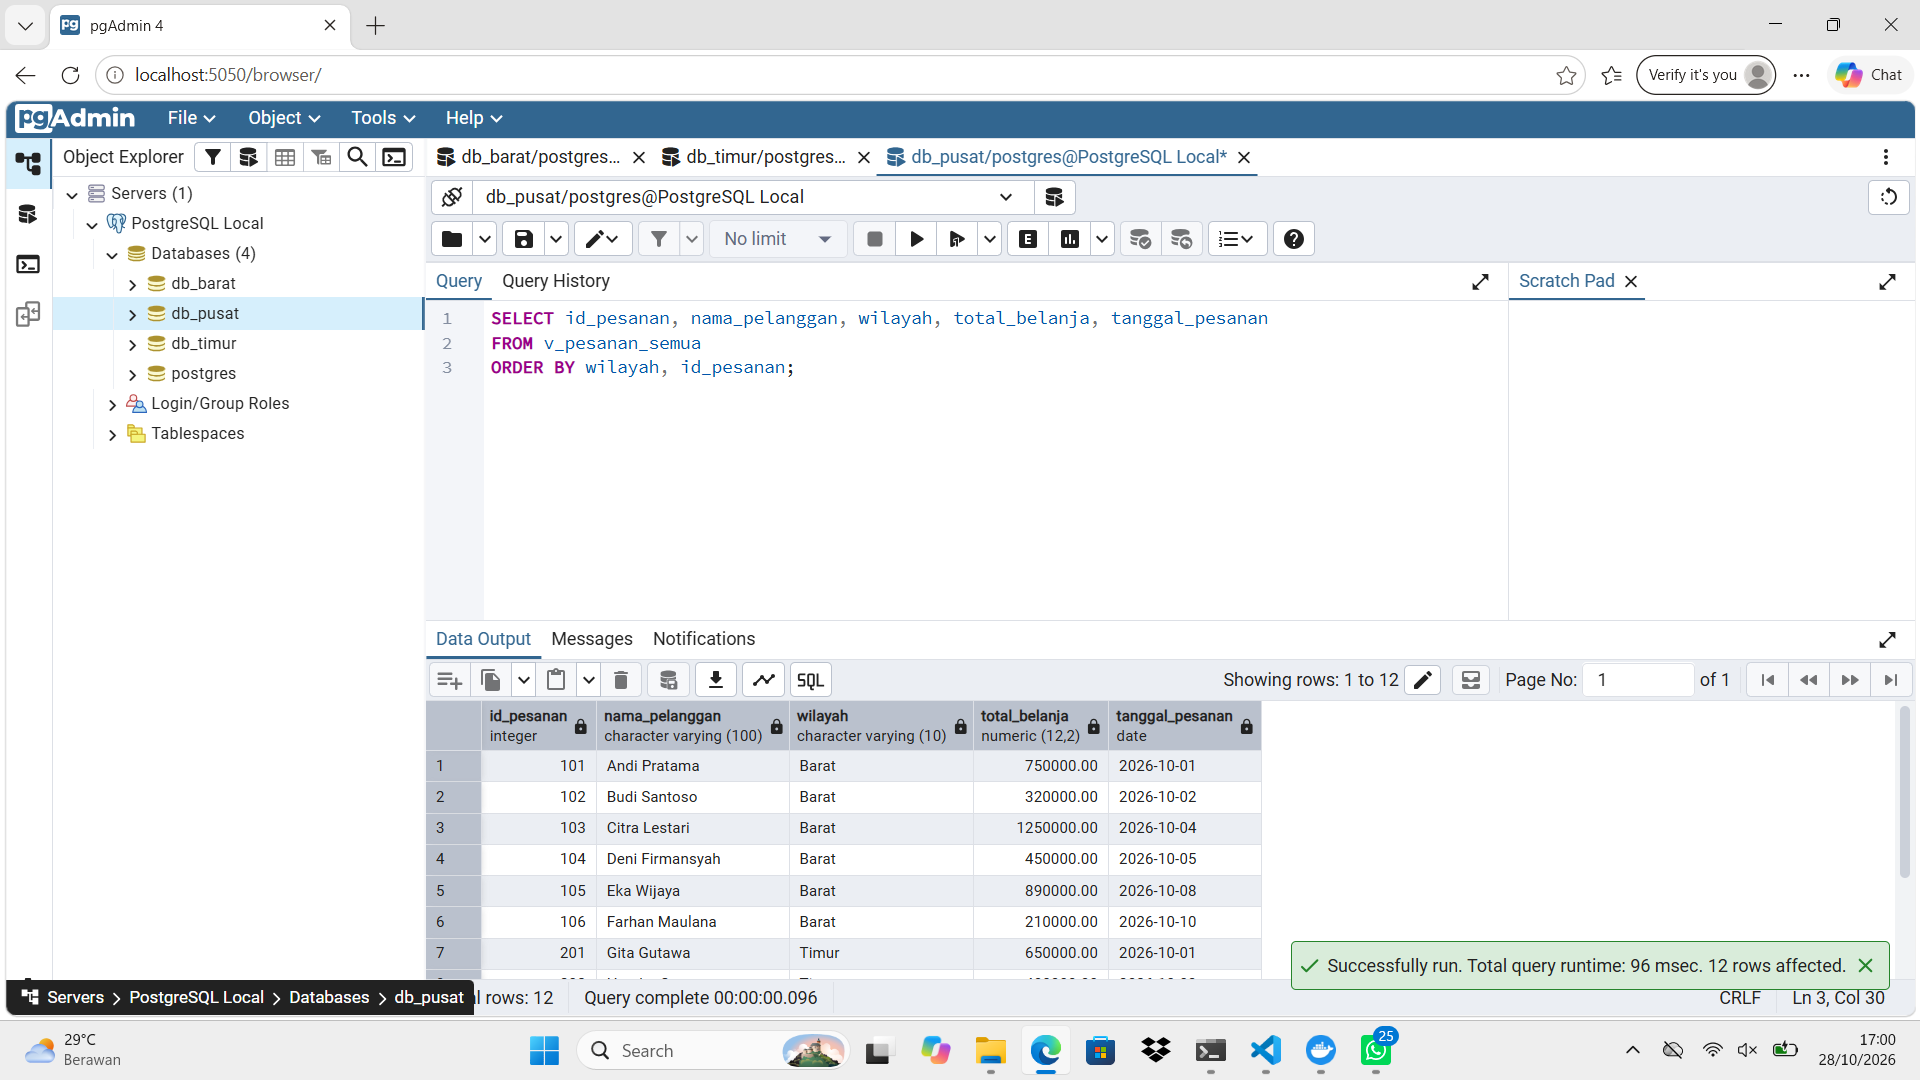 pgAdmin 4
localhost:5050/browser/
Verify it's you
Chat
pgAdmin File Object Tools Help
Object Explorer
Servers (1)
PostgreSQL Local
Databases (4)
db_barat
db_pusat
db_timur
postgres
Login/Group Roles
Tablespaces
db_barat/postgres... db_timur/postgres... db_pusat/postgres@PostgreSQL Local*
db_pusat/postgres@PostgreSQL Local
No limit
Query Query History
Scratch Pad
1 SELECT id_pesanan, nama_pelanggan, wilayah, total_belanja, tanggal_pesanan
2 FROM v_pesanan_semua
3 ORDER BY wilayah, id_pesanan;
Data Output Messages Notifications
SQL Showing rows: 1 to 12 Page No: 1 of 1
id_pesanan nama_pelanggan wilayah total_belanja tanggal_pesanan
integer character varying (100) character varying (10) numeric (12,2) date
1 101 Andi Pratama Barat 750000.00 2026-10-01
2 102 Budi Santoso Barat 320000.00 2026-10-02
3 103 Citra Lestari Barat 1250000.00 2026-10-04
4 104 Deni Firmansyah Barat 450000.00 2026-10-05
5 105 Eka Wijaya Barat 890000.00 2026-10-08
6 106 Farhan Maulana Barat 210000.00 2026-10-10
7 201 Gita Gutawa Timur 650000.00 2026-10-01
Successfully run. Total query runtime: 96 msec. 12 rows affected.
Servers > PostgreSQL Local > Databases > db_pusat
rows: 12 Query complete 00:00:00.096 CRLF Ln 3, Col 30
29°C
Berawan
Search
25
17:00
28/10/2026